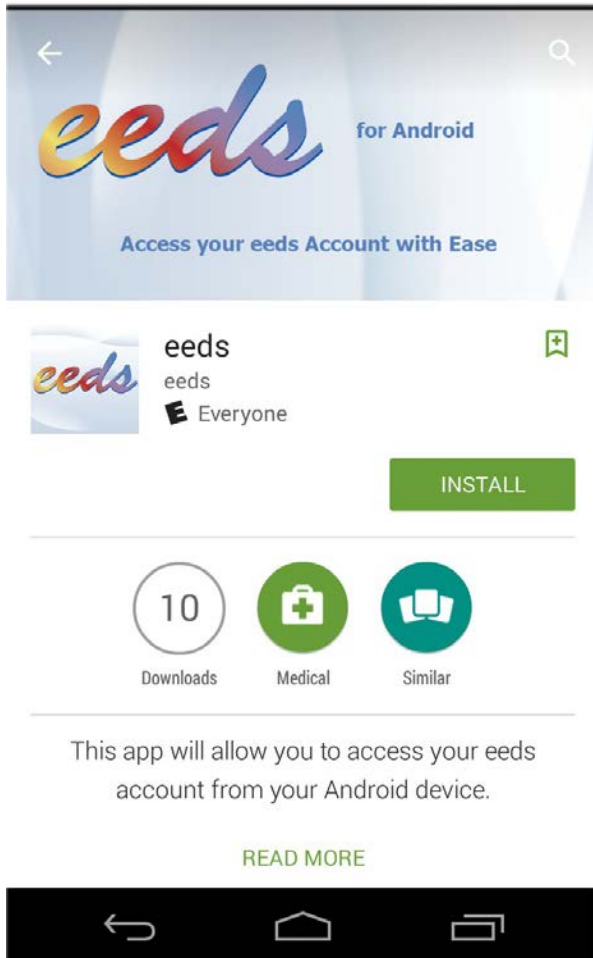 eeds
for Android
Access your eeds Account with Ease
eeds
eeds
eeds
E Everyone
INSTALL
10
Downloads
Medical
Similar
This app will allow you to access your eeds
account from your Android device.
READ MORE